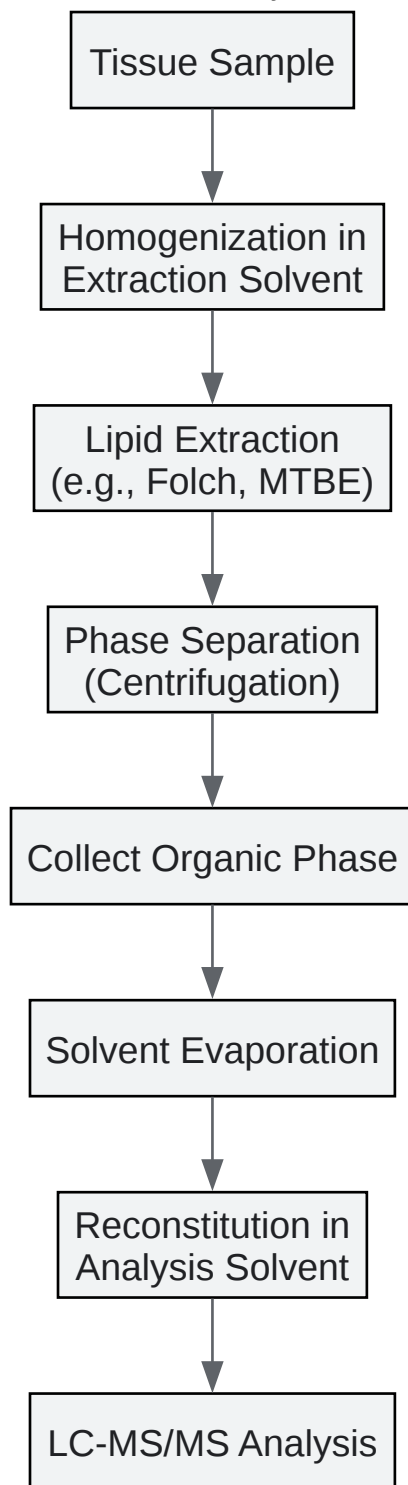 Tissue Sample
Homogenization in
Extraction Solvent
Lipid Extraction
(e.g., Folch, MTBE)
Phase Separation
(Centrifugation)
Collect Organic Phase
Solvent Evaporation
Reconstitution in
Analysis Solvent
LC-MS/MS Analysis